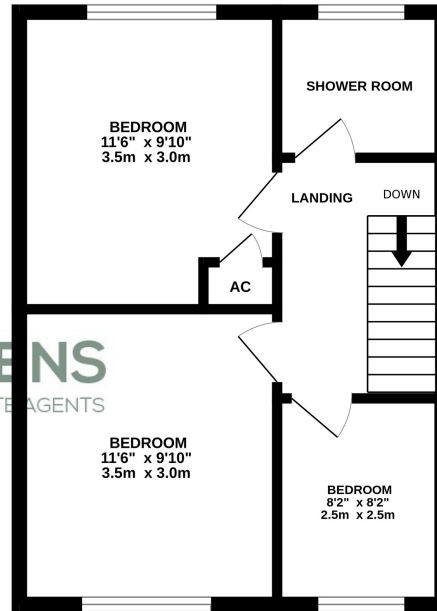 BEDROOM
11'6" x 9'10"
3.5m x 3.0m
SHOWER ROOM
LANDING
DOWN
AC
ENS
TE AGENTS
BEDROOM
11'6" x 9'10"
3.5m x 3.0m
BEDROOM
8'2" x 8'2"
2.5m x 2.5m